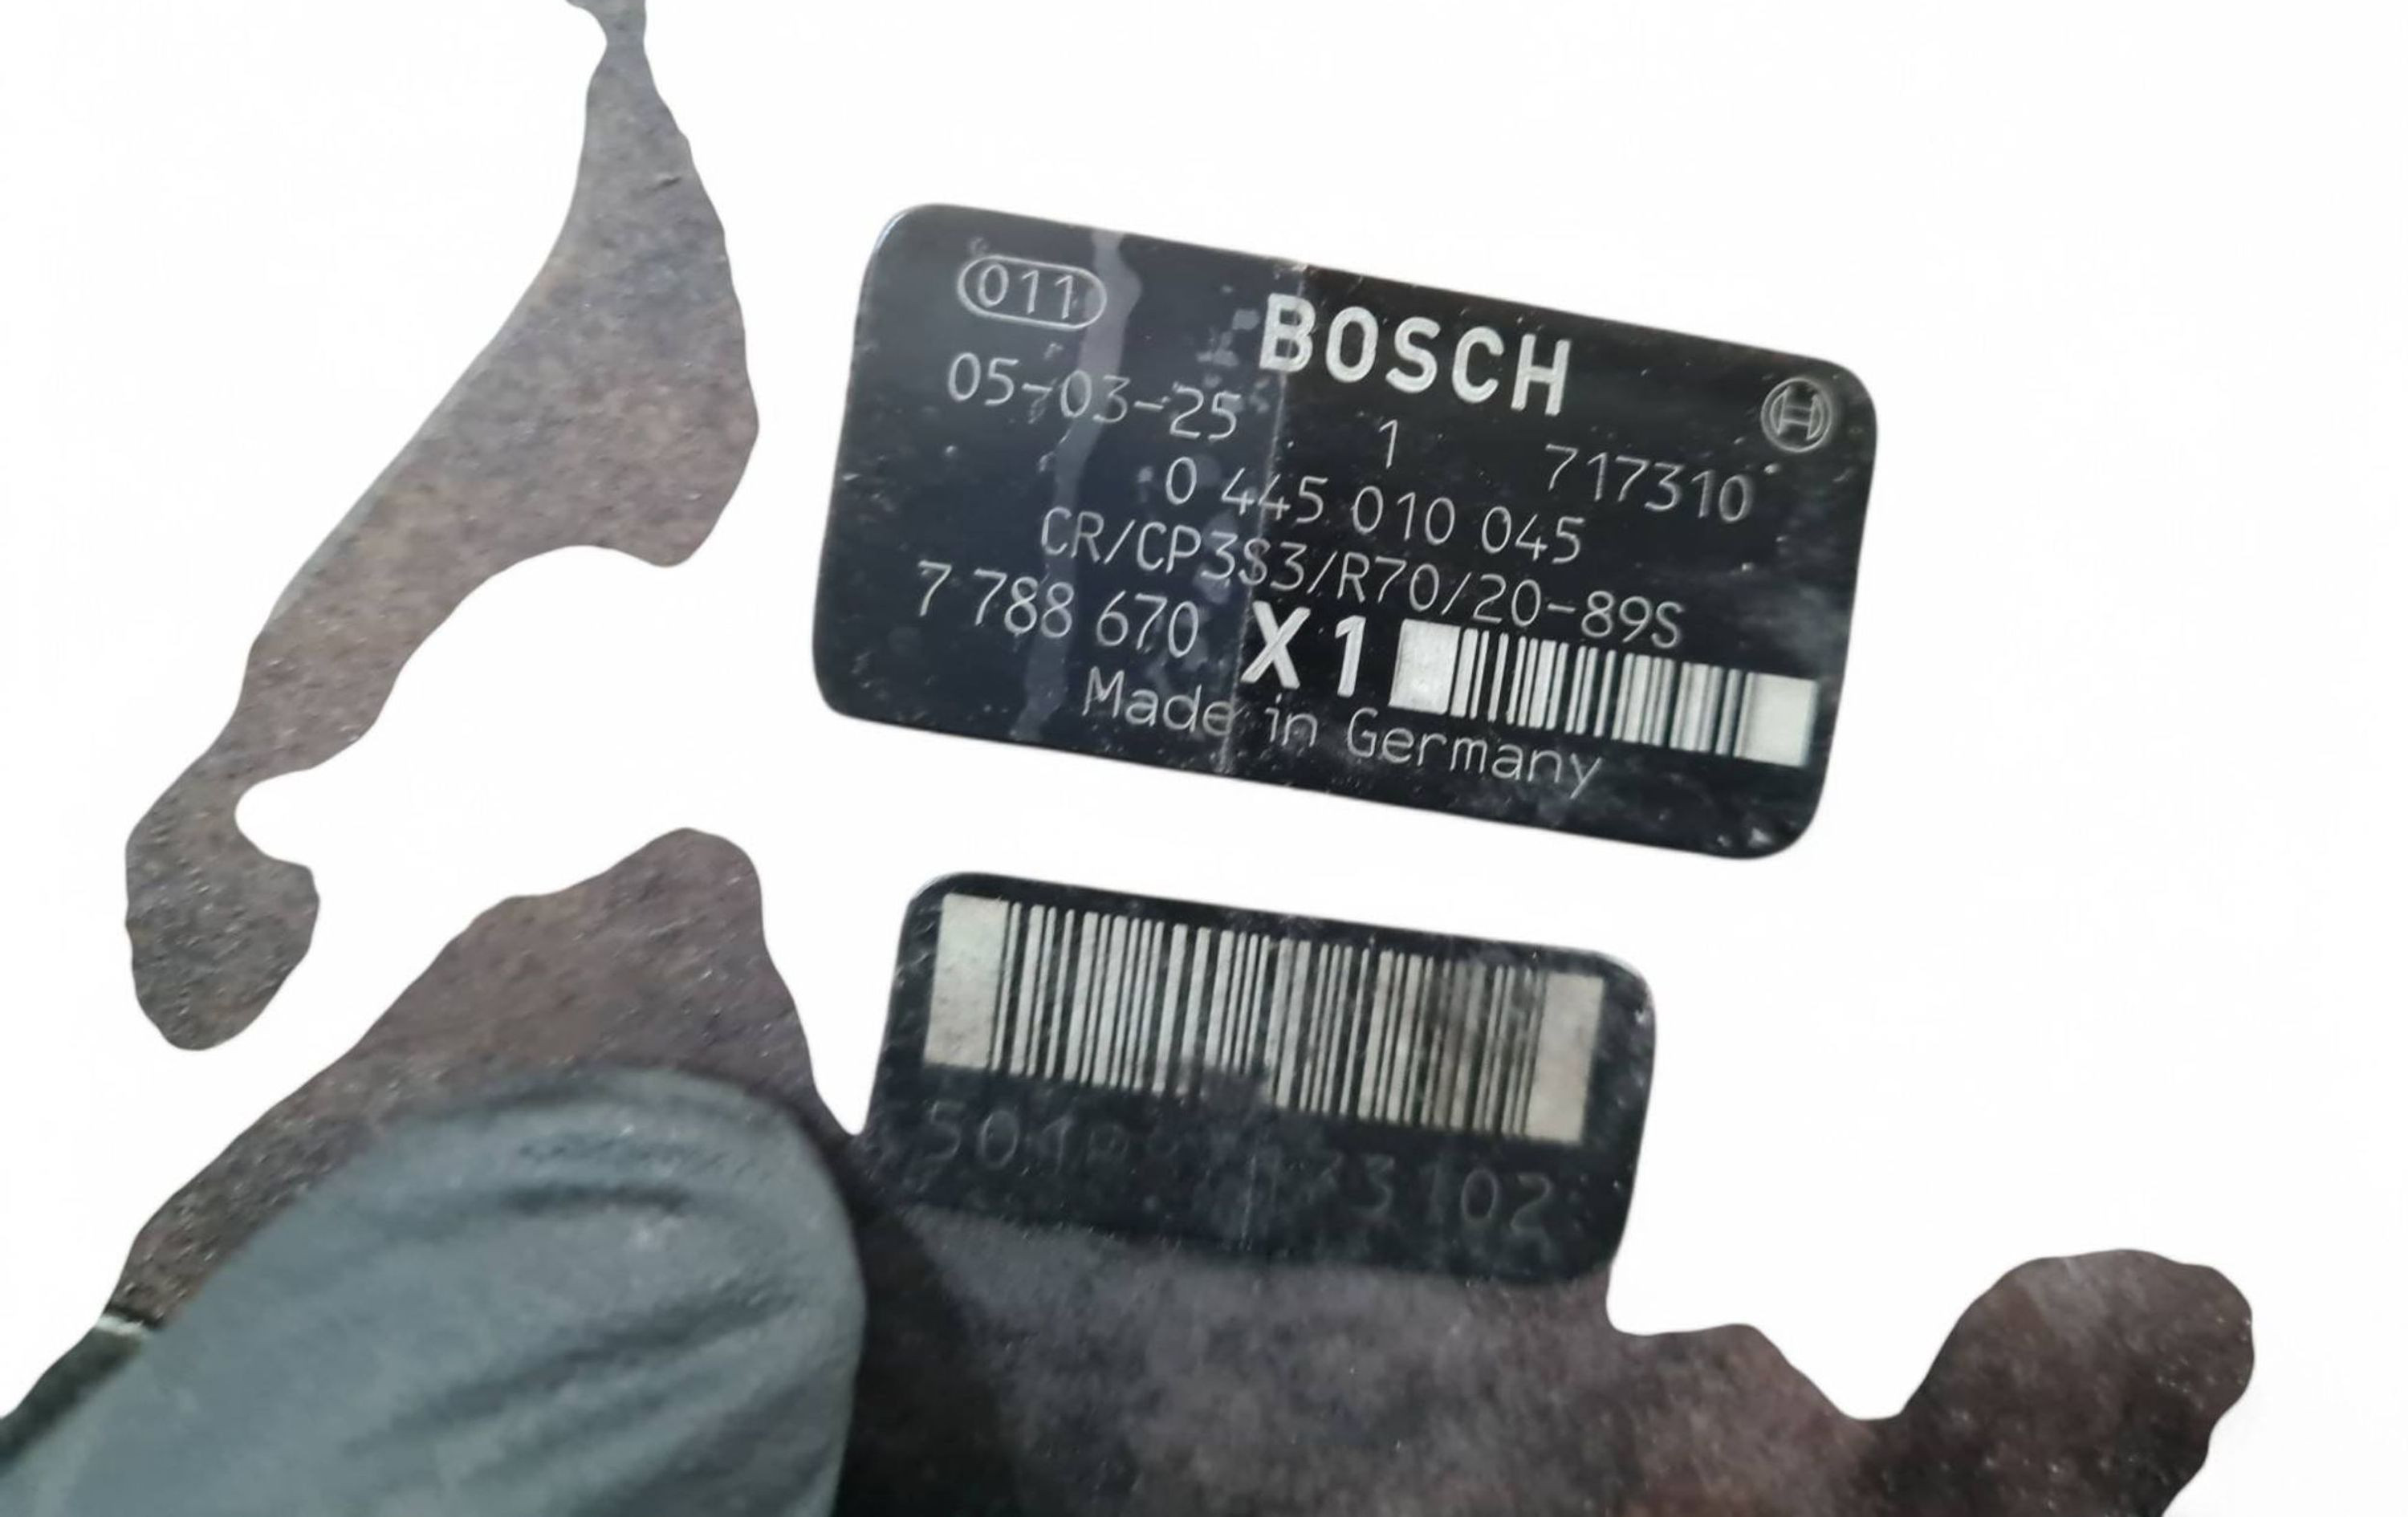 011
BOSCH
05-03-25 1 717310
0 445 010 045
CR/CP3S3/R70/20-89S
7 788 670 X1
Made in Germany